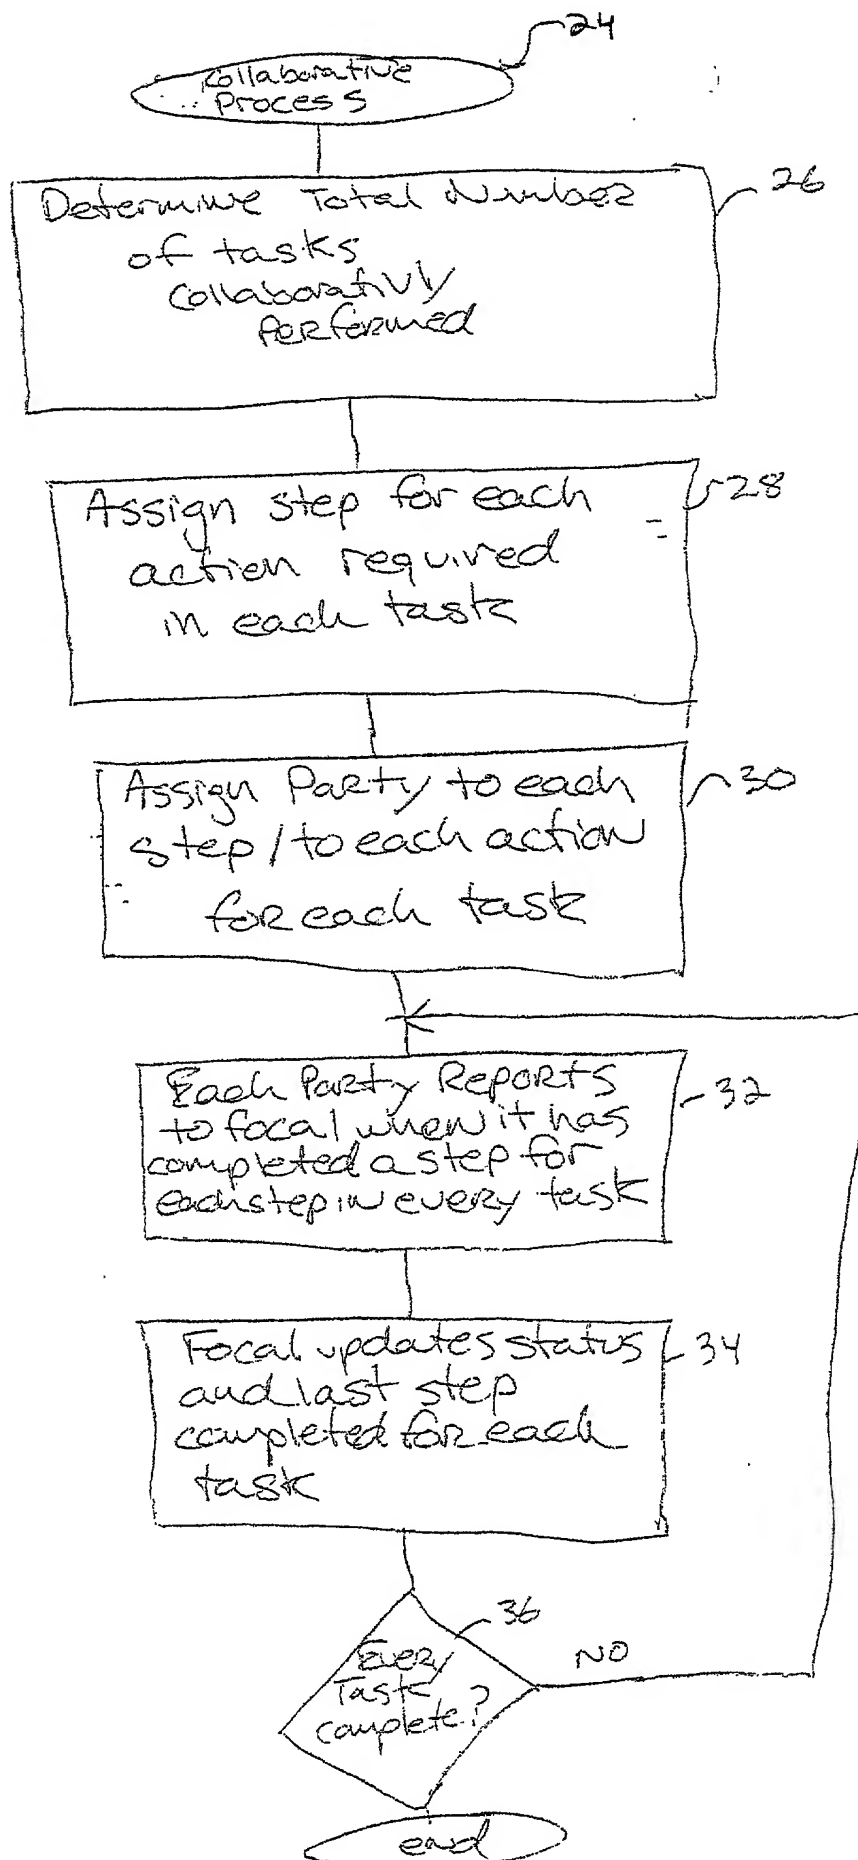 24
Collaborative
Process
26
Determine Total Number
of tasks
Collaborativly
Performed
28
Assign step for each
action required
in each task
30
Assign Party to each
step / to each action
for each task
32
Each Party Reports
to focal when it has
completed a step for
each step in every task
34
Focal updates status
and last step
completed for each
task
36
Every
Task
complete?
NO
end